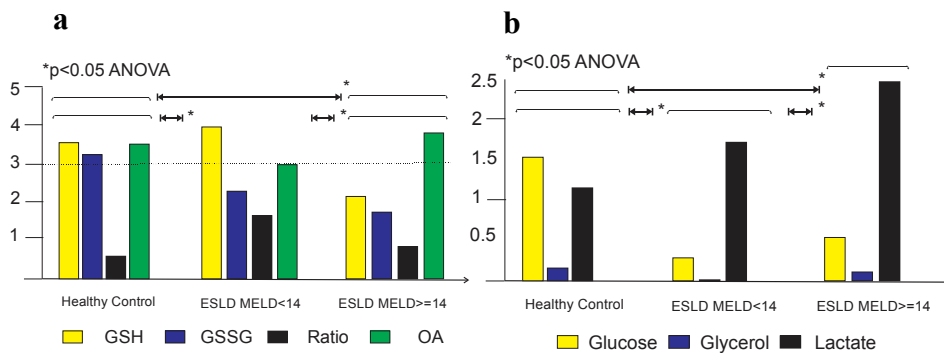 a
*p<0.05 ANOVA
5
4
3
2
1
*
*
*
Healthy Control
ESLD MELD<14
ESLD MELD>=14
GSH
GSSG
Ratio
OA
b
*p<0.05 ANOVA
2.5
2
1.5
1
0.5
*
*
*
Healthy Control
ESLD MELD<14
ESLD MELD>=14
Glucose
Glycerol
Lactate